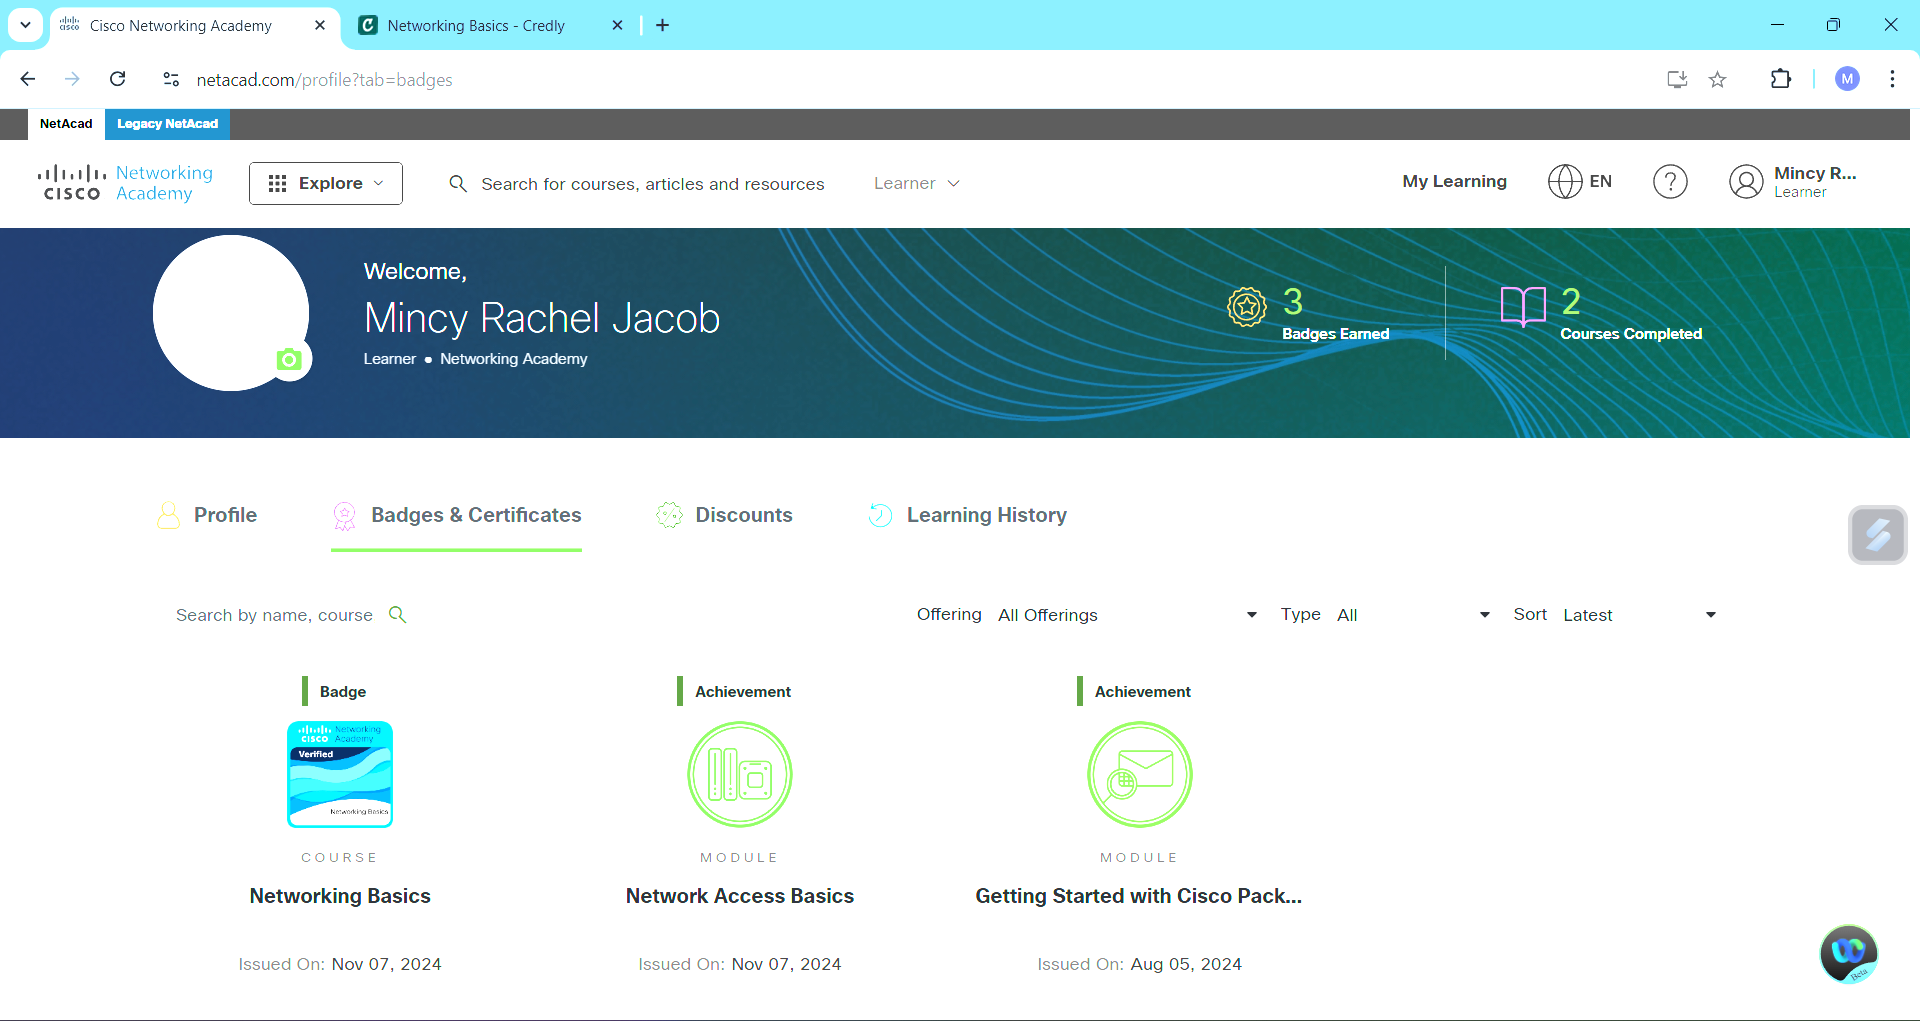 Cisco Networking Academy
Networking Basics - Credly
netacad.com/profile?tab=badges
M
NetAcad
Legacy NetAcad
CISCO
Networking
Academy
Explore
Search for courses, articles and resources
Learner
My Learning
EN
?
Mincy R...
Learner
Welcome,
Mincy Rachel Jacob
Learner • Networking Academy
3
Badges Earned
2
Courses Completed
Profile
Badges & Certificates
Discounts
Learning History
Search by name, course
Offering All Offerings
Type All
Sort Latest
Badge
Achievement
Achievement
CISCO
Networking
Academy
Verified
Networking Basics
COURSE
MODULE
MODULE
Networking Basics
Network Access Basics
Getting Started with Cisco Pack...
Issued On: Nov 07, 2024
Issued On: Nov 07, 2024
Issued On: Aug 05, 2024
Beta